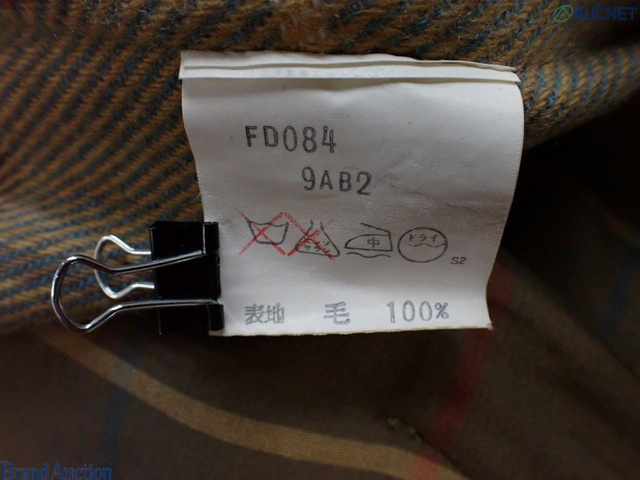 AUCNET
FD084
9AB2
中 ドライ
S2
表地 毛 100%
Brand Auction